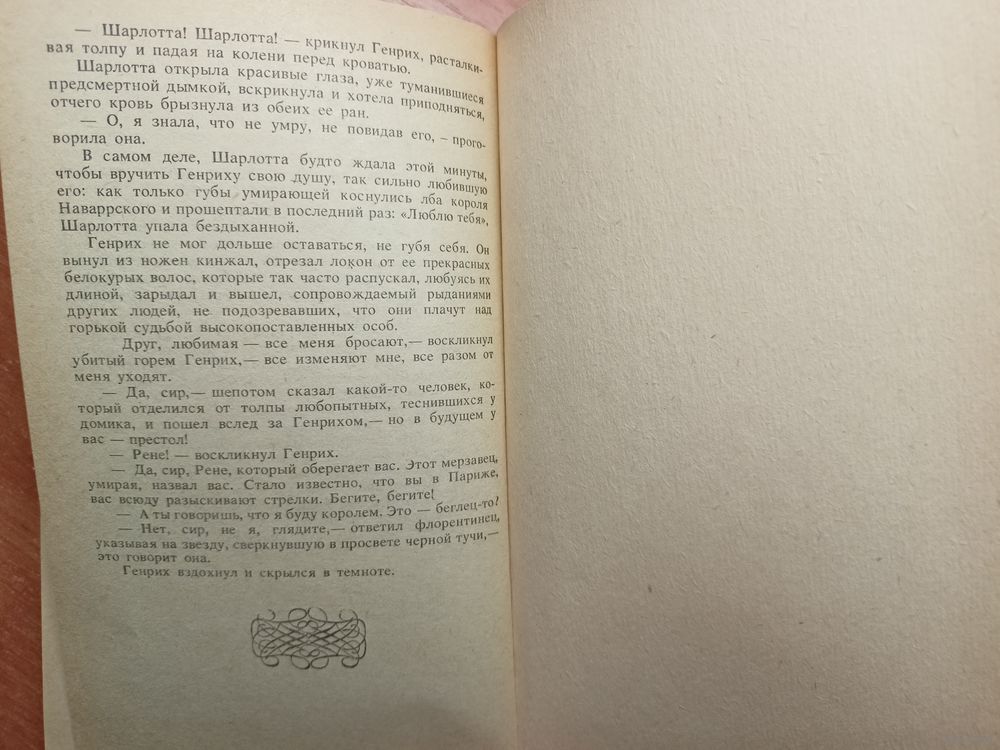 — Шарлотта! Шарлотта! — крикнул Генрих, расталки-
вая толпу и падая на колени перед кроватью.
Шарлотта открыла красивые глаза, уже туманившиеся
предсмертной дымкой, вскрикнула и хотела приподняться,
отчего кровь брызнула из обеих ее ран.
— О, я знала, что не умру, не повидав его, — прого-
ворила она.
В самом деле, Шарлотта будто ждала этой минуты,
чтобы вручить Генриху свою душу, так сильно любившую
его: как только губы умирающей коснулись лба короля
Наваррского и прошептали в последний раз: «Люблю тебя»,
Шарлотта упала бездыханной.
Генрих не мог дольше оставаться, не губя себя. Он
вынул из ножен кинжал, отрезал локон от ее прекрасных
белокурых волос, которые так часто распускал, любуясь их
длиной, зарыдал и вышел, сопровождаемый рыданиями
других людей, не подозревавших, что они плачут над
горькой судьбой высокопоставленных особ.
Друг, любимая — все меня бросают,— воскликнул
убитый горем Генрих,— все изменяют мне, все разом от
меня уходят.
— Да, сир,— шепотом сказал какой-то человек, ко-
торый отделился от толпы любопытных, теснившихся у
домика, и пошел вслед за Генрихом,— но в будущем у
вас — престол!
— Рене! — воскликнул Генрих.
— Да, сир, Рене, который оберегает вас. Этот мерзавец,
умирая, назвал вас. Стало известно, что вы в Париже,
вас всюду разыскивают стрелки. Бегите, бегите!
— А ты говоришь, что я буду королем. Это — беглец-то?
— Нет, сир, не я, глядите,— ответил флорентинец,
указывая на звезду, сверкнувшую в просвете черной тучи,—
это говорит она.
Генрих вздохнул и скрылся в темноте.